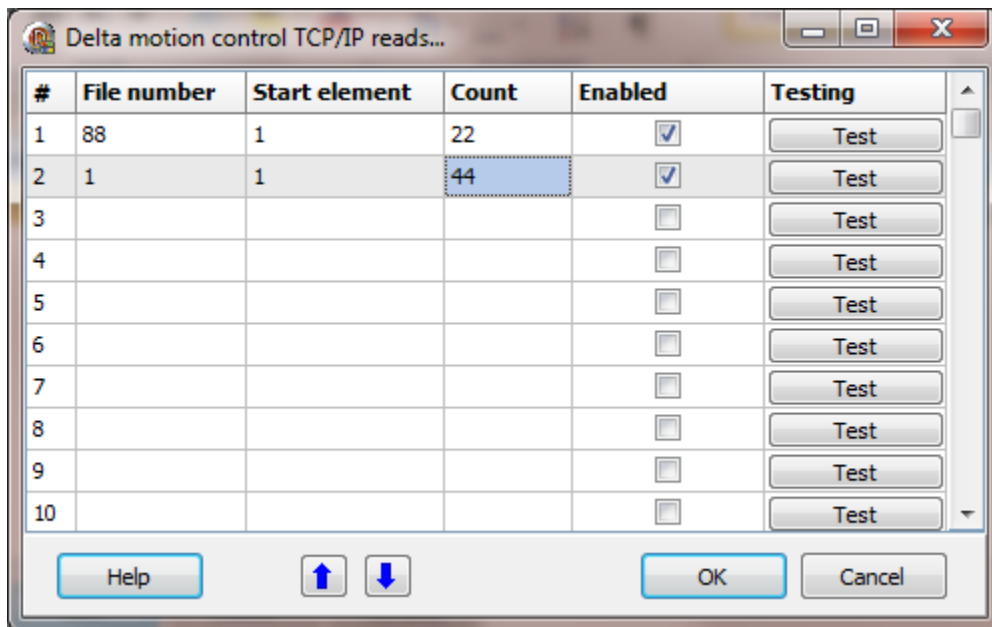 Delta motion control TCP/IP reads...
# File number Start element Count Enabled Testing
1 88 1 22 Test
2 1 1 44 Test
3 Test
4 Test
5 Test
6 Test
7 Test
8 Test
9 Test
10 Test
Help OK Cancel